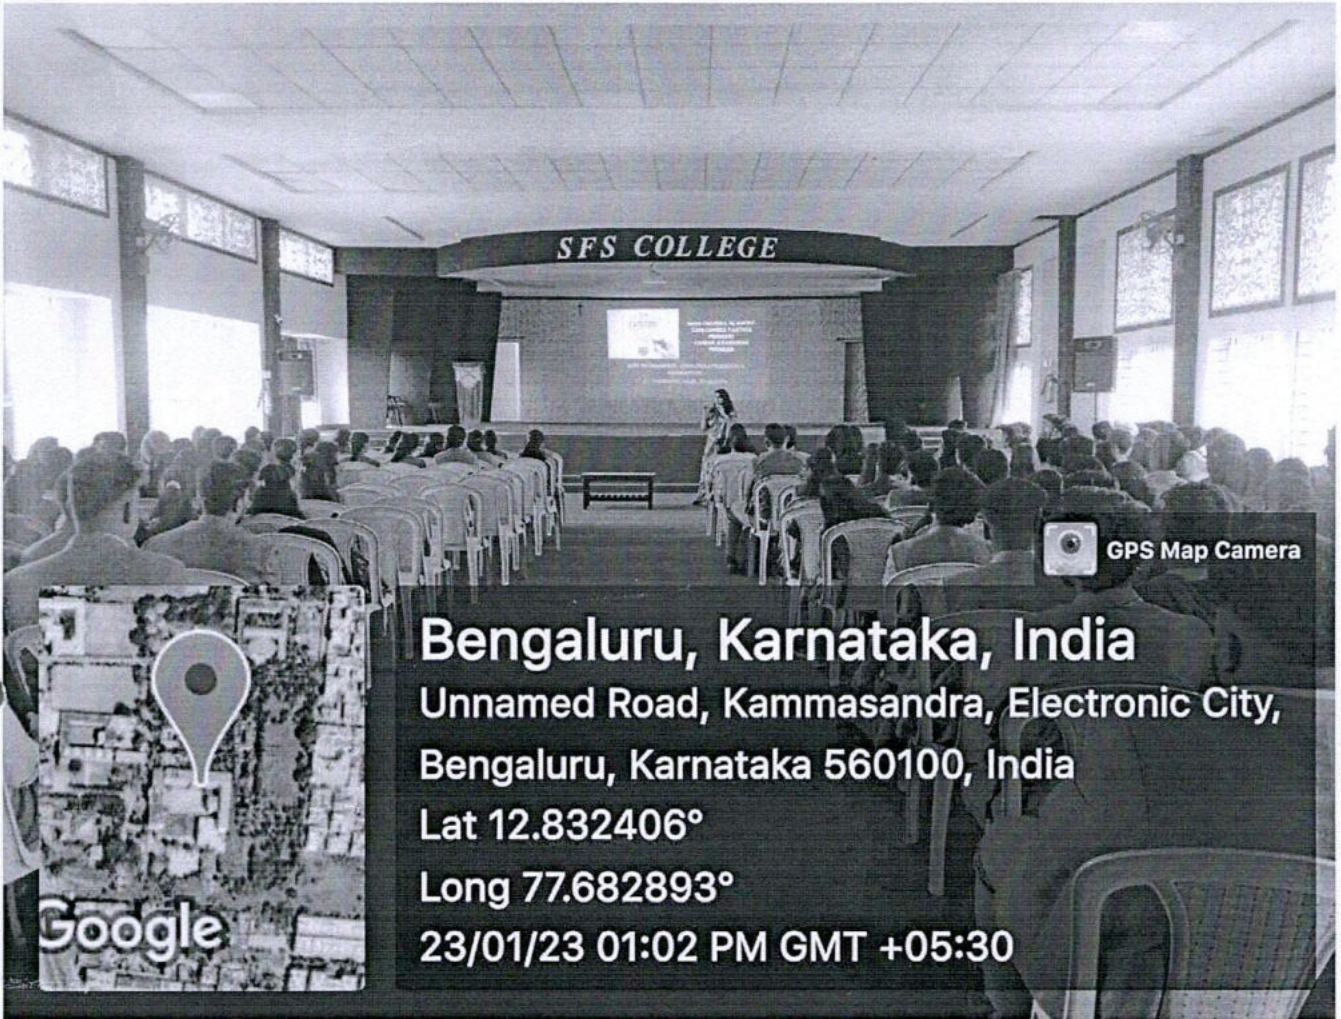 SFS COLLEGE
GPS Map Camera
Bengaluru, Karnataka, India
Unnamed Road, Kammasandra, Electronic City,
Bengaluru, Karnataka 560100, India
Lat 12.832406°
Long 77.682893°
23/01/23 01:02 PM GMT +05:30
Google